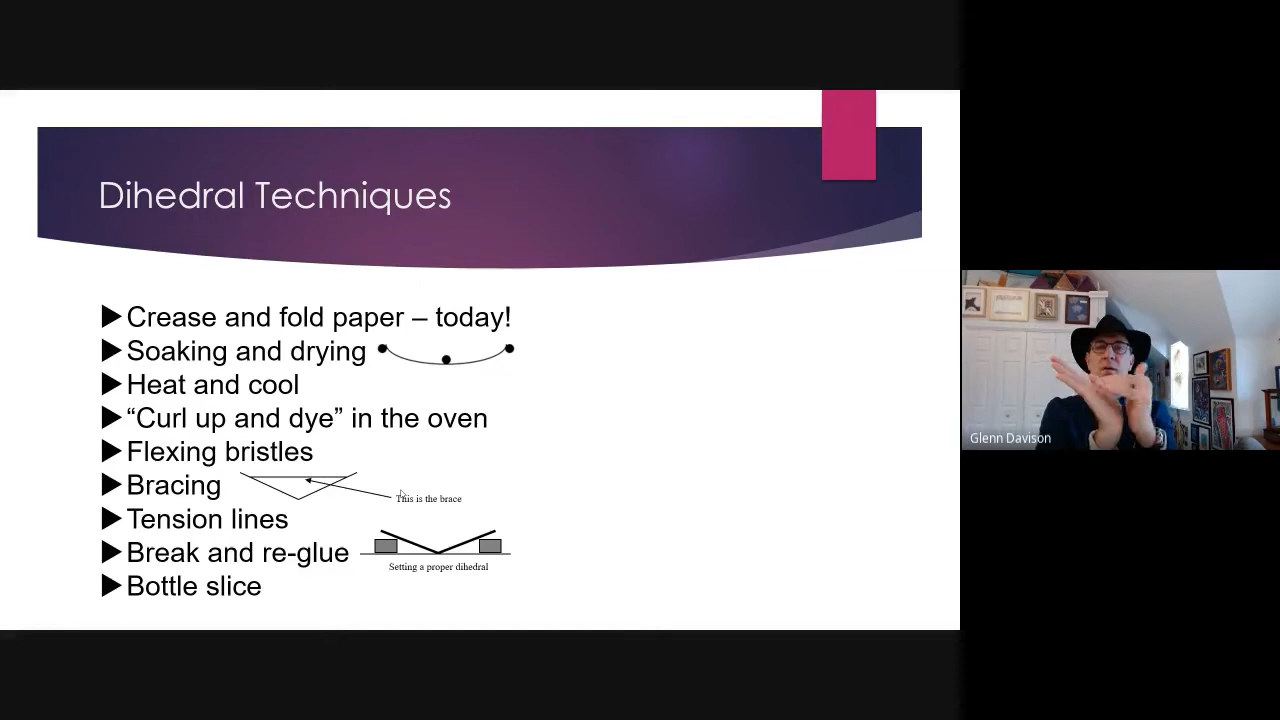 Dihedral Techniques
Crease and fold paper – today!
Soaking and drying
Heat and cool
“Curl up and dye” in the oven
Flexing bristles
Bracing
This is the brace
Tension lines
Break and re-glue
Setting a proper dihedral
Bottle slice
Glenn Davison